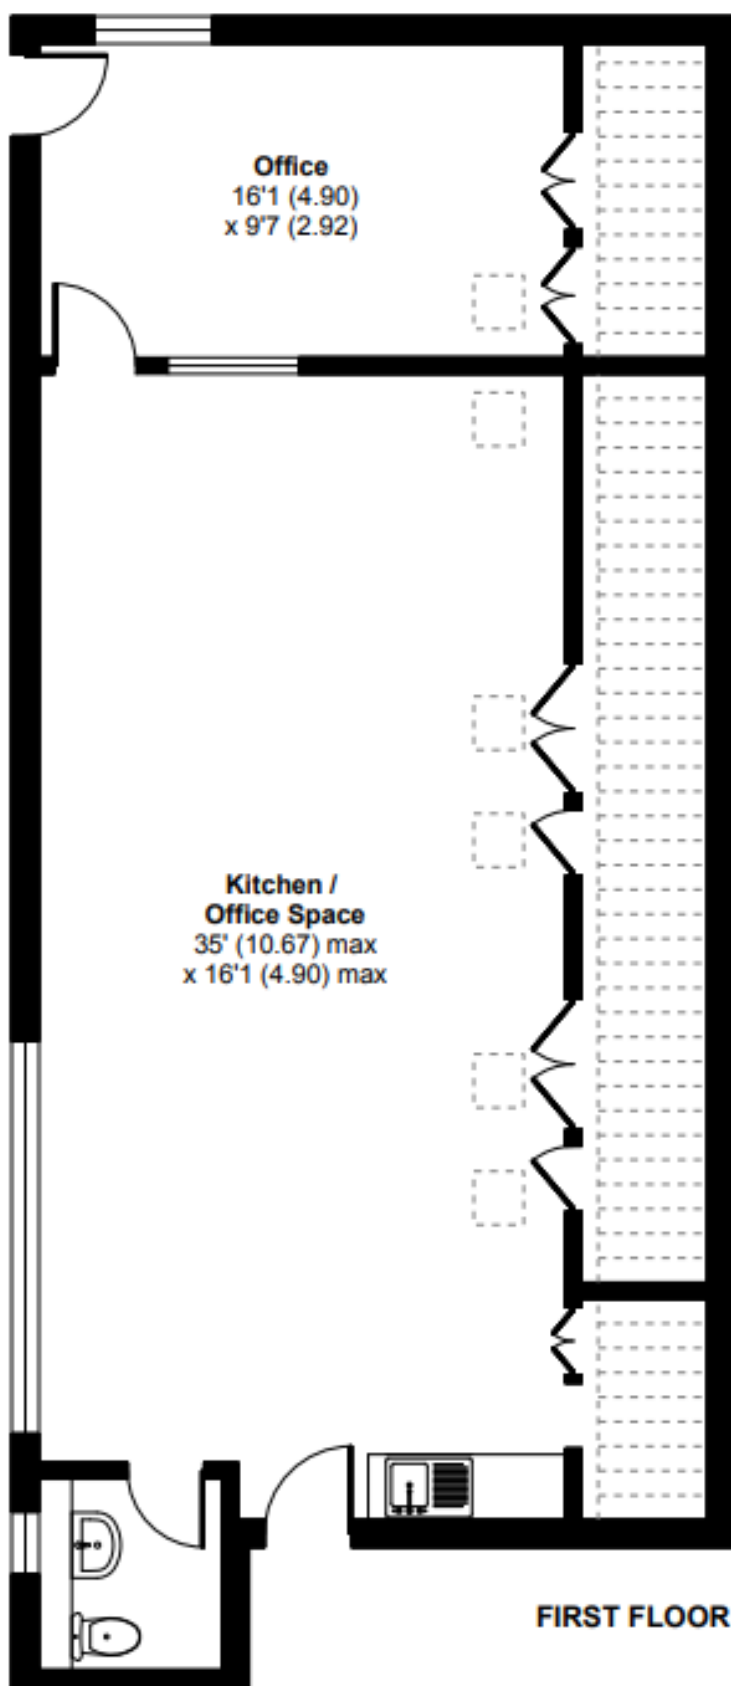 Office
16'1 (4.90)
x 9'7 (2.92)
Kitchen /
Office Space
35' (10.67) max
x 16'1 (4.90) max
FIRST FLOOR